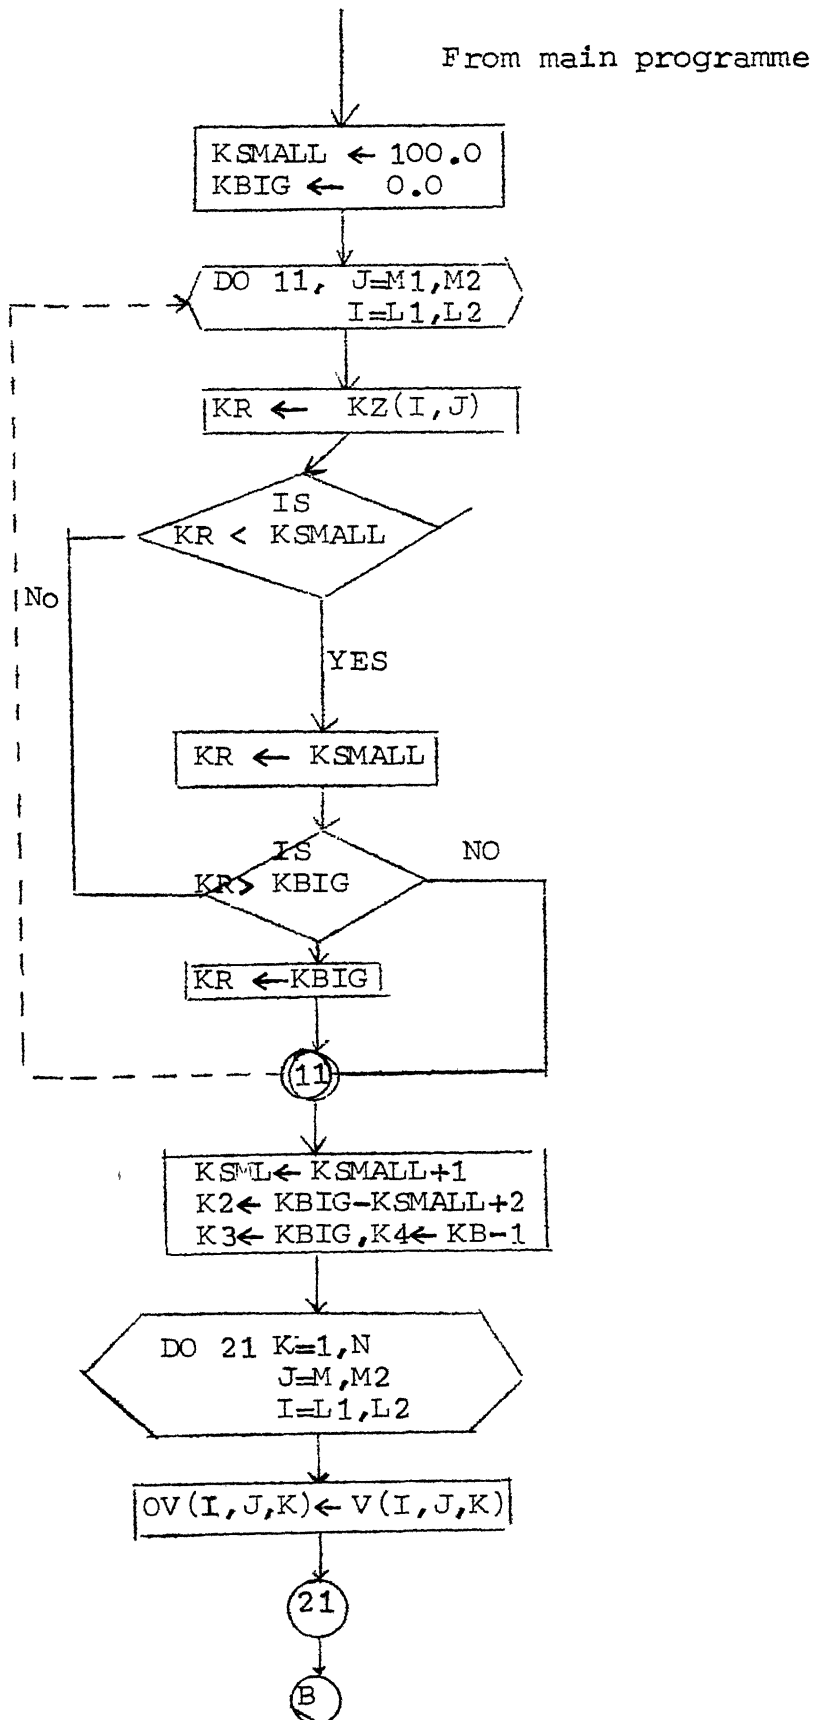 From main programme
KSMALL ← 100.0
KBIG ← 0.0
DO 11, J=M1,M2
I=L1,L2
KR ← KZ(I,J)
IS
KR < KSMALL
No
YES
KR ← KSMALL
IS
NO
KR> KBIG
KR ← KBIG
11
KSML← KSMALL+1
K2← KBIG-KSMALL+2
K3← KBIG,K4← KB-1
DO 21 K=1,N
J=M,M2
I=L1,L2
OV(I,J,K)← V(I,J,K)
21
B